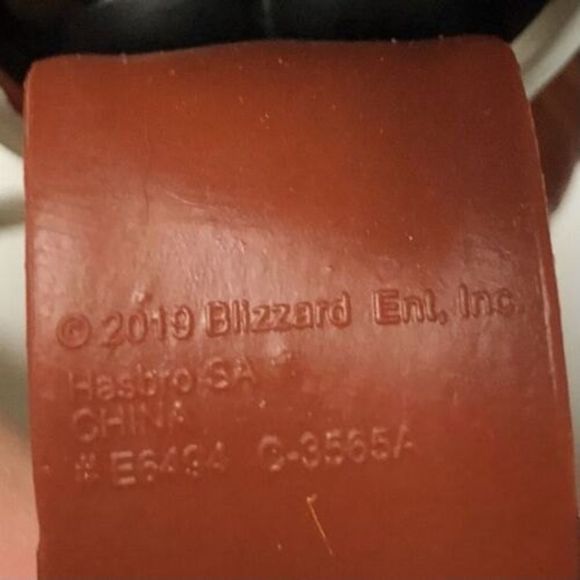 © 2019 Blizzard Ent, Inc.
Hasbro SA
CHINA
# E6494 C-3565A